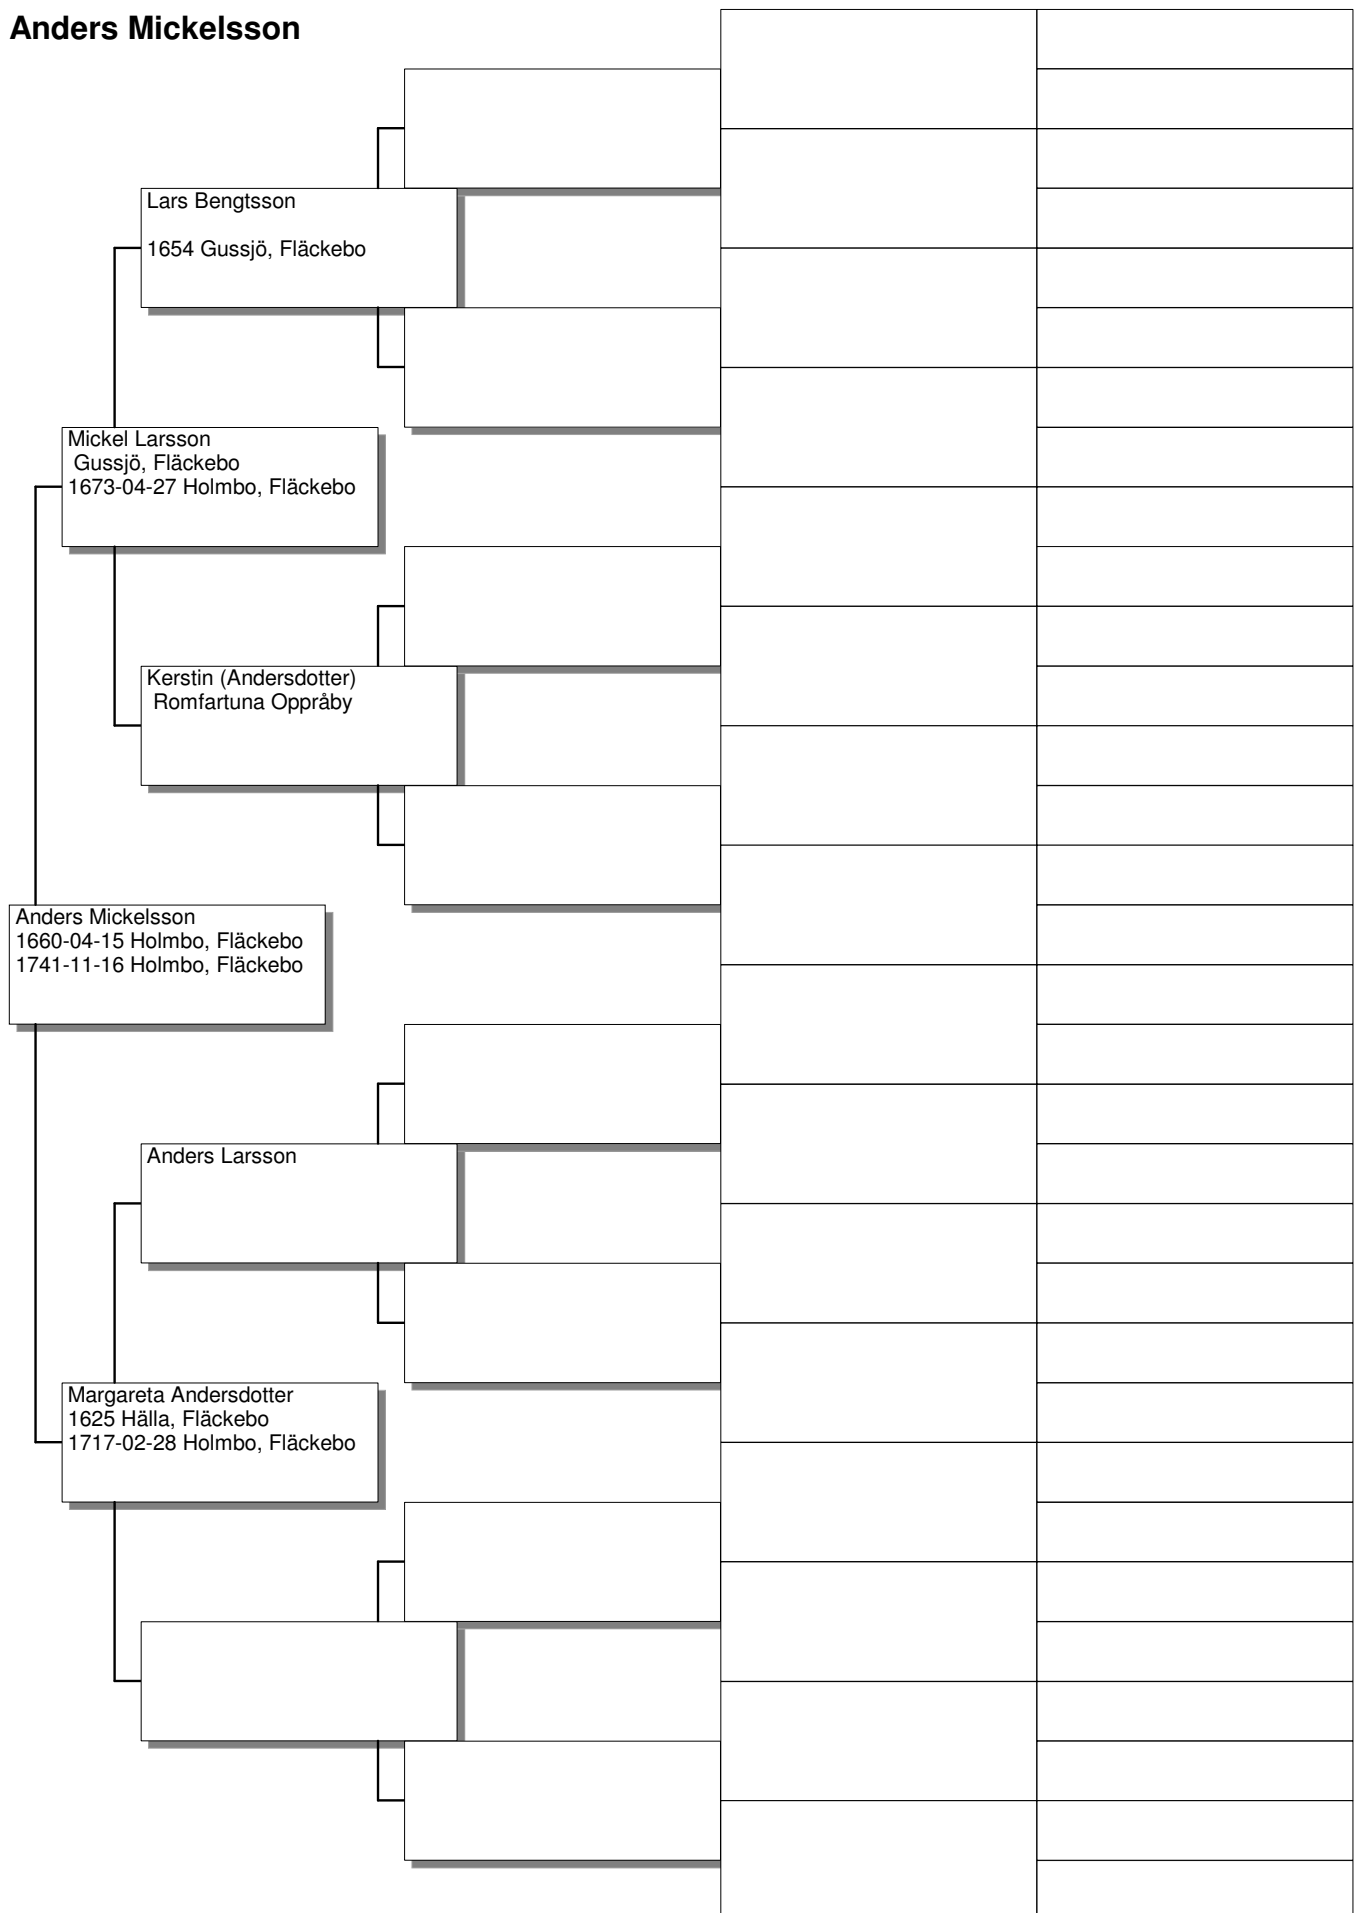 Anders Mickelsson
Lars Bengtsson
1654 Gussjö, Fläckebo
Mickel Larsson
Gussjö, Fläckebo
1673-04-27 Holmbo, Fläckebo
Kerstin (Andersdotter)
Romfartuna Oppråby
Anders Mickelsson
1660-04-15 Holmbo, Fläckebo
1741-11-16 Holmbo, Fläckebo
Anders Larsson
Margareta Andersdotter
1625 Hälla, Fläckebo
1717-02-28 Holmbo, Fläckebo